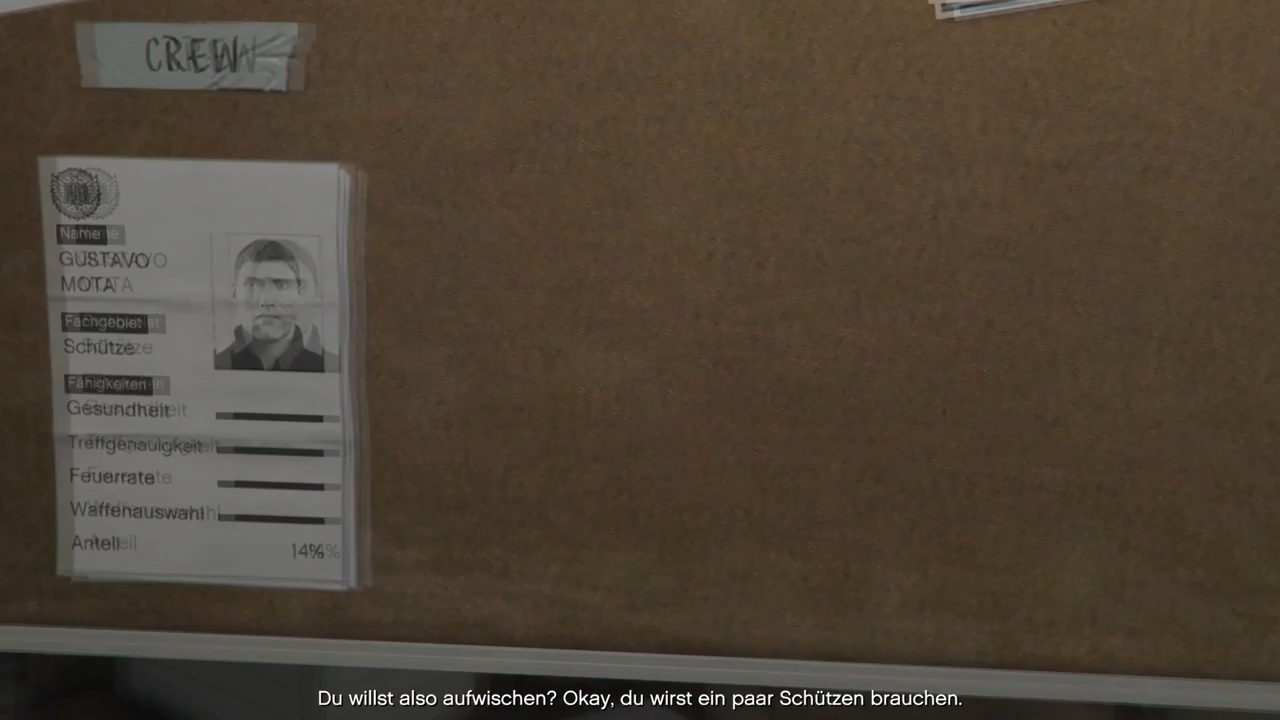 CREW
Name
GUSTAVO
MOTA
Fachgebiet
Schütze
Fähigkeiten
Gesundheit
Treffgenauigkeit
Feuerrate
Waffenauswahl
Anteil 14%
Du willst also aufwischen? Okay, du wirst ein paar Schützen brauchen.